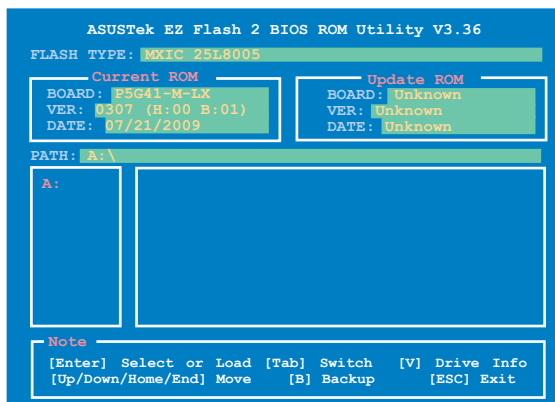 ASUSTek EZ Flash 2 BIOS ROM Utility V3.36
FLASH TYPE: MXIC 25L8005
Current ROM
BOARD: P5G41-M-LX
VER: 0307 (H:00 B:01)
DATE: 07/21/2009
Update ROM
BOARD: Unknown
VER: Unknown
DATE: Unknown
PATH: A:\
A:
Note
[Enter] Select or Load [Tab] Switch [V] Drive Info
[Up/Down/Home/End] Move [B] Backup [ESC] Exit